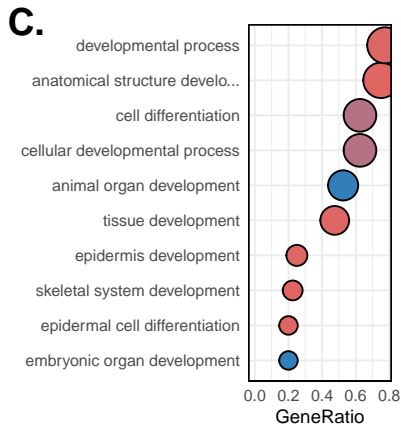 C.
developmental process
anatomical structure develo...
cell differentiation
cellular developmental process
animal organ development
tissue development
epidermis development
skeletal system development
epidermal cell differentiation
embryonic organ development
0.0 0.2 0.4 0.6 0.8
GeneRatio